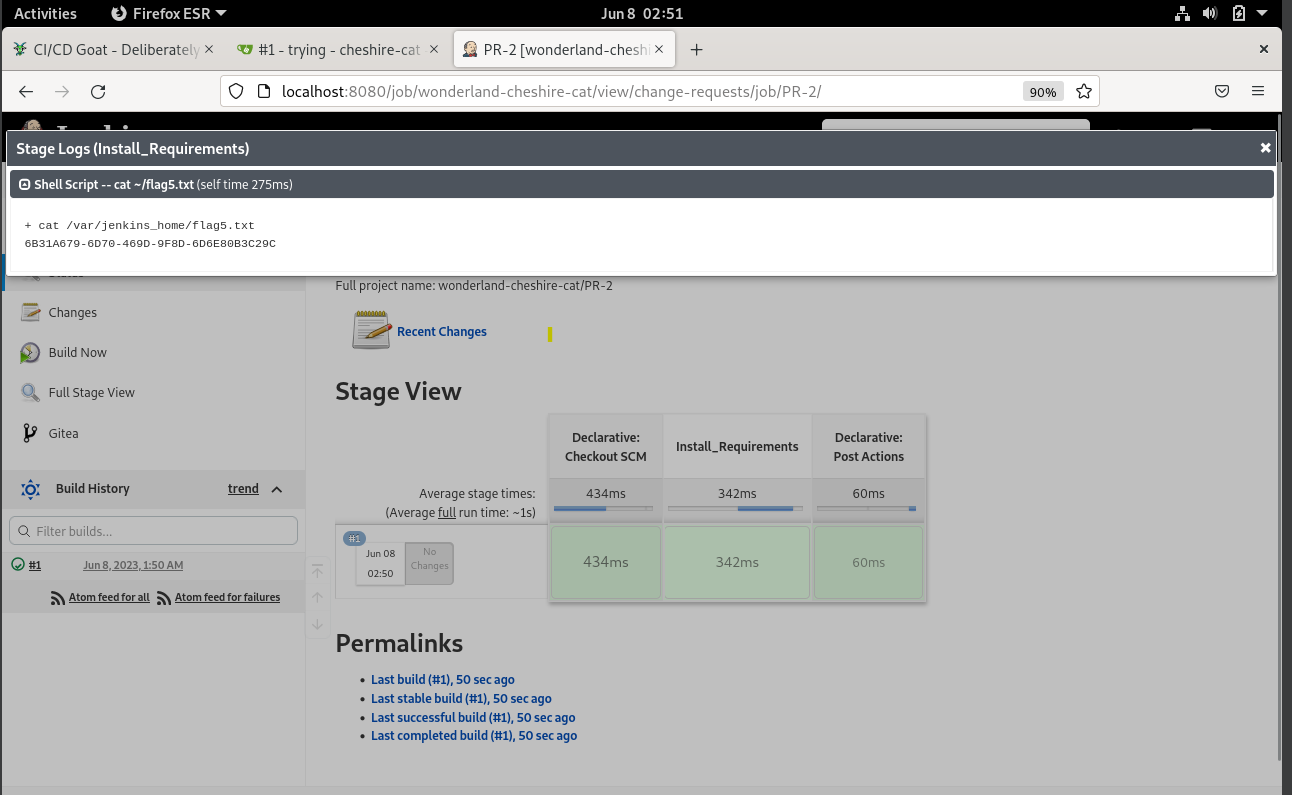 Activities Firefox ESR Jun 8 02:51
CI/CD Goat - Deliberately #1 - trying - cheshire-cat PR-2 [wonderland-cheshi
localhost:8080/job/wonderland-cheshire-cat/view/change-requests/job/PR-2/ 90%
Stage Logs (Install_Requirements)
Shell Script -- cat ~/flag5.txt (self time 275ms)
+ cat /var/jenkins_home/flag5.txt
6B31A679-6D70-469D-9F8D-6D6E80B3C29C
Full project name: wonderland-cheshire-cat/PR-2
Changes
Recent Changes
Build Now
Full Stage View
Stage View
Gitea
Declarative:
Checkout SCM
Install_Requirements
Declarative:
Post Actions
Build History trend
Average stage times:
(Average full run time: ~1s)
434ms 342ms 60ms
Filter builds...
#1 Jun 8, 2023, 1:50 AM
#1
Jun 08
02:50
No
Changes
434ms 342ms 60ms
Atom feed for all Atom feed for failures
Permalinks
• Last build (#1), 50 sec ago
• Last stable build (#1), 50 sec ago
• Last successful build (#1), 50 sec ago
• Last completed build (#1), 50 sec ago